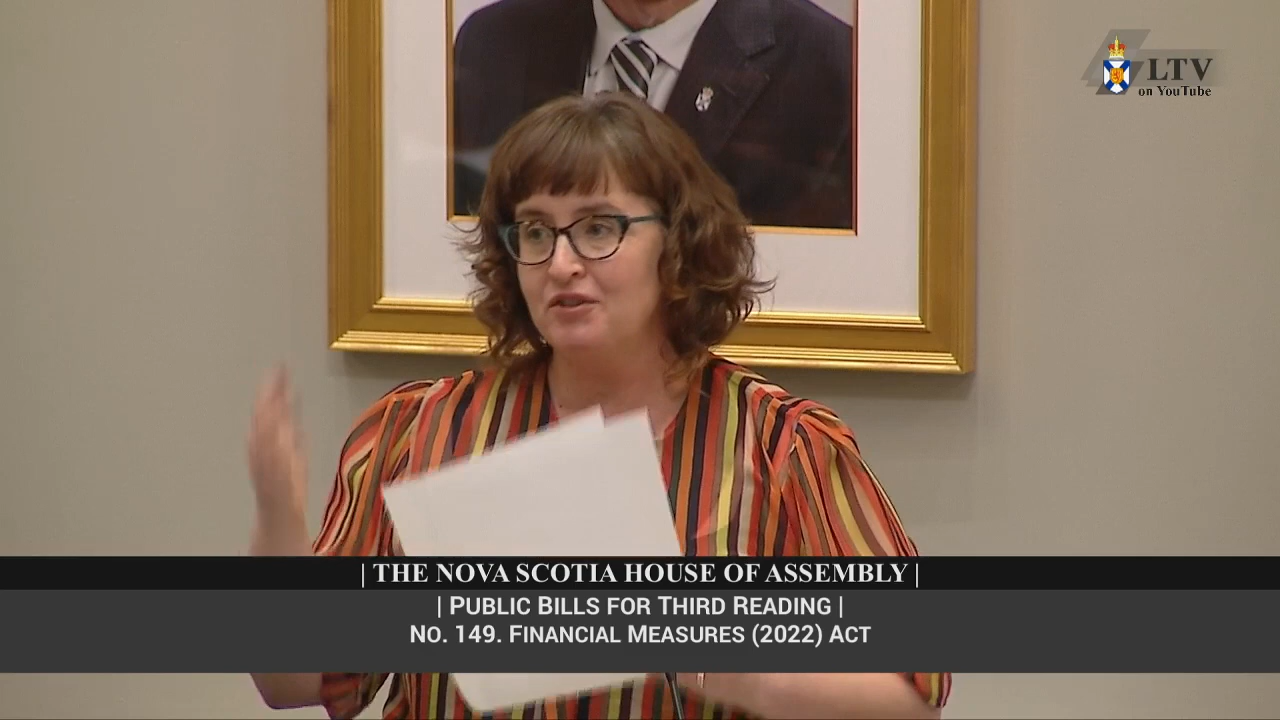 LTV
on YouTube
| THE NOVA SCOTIA HOUSE OF ASSEMBLY |
| PUBLIC BILLS FOR THIRD READING |
NO. 149. FINANCIAL MEASURES (2022) ACT